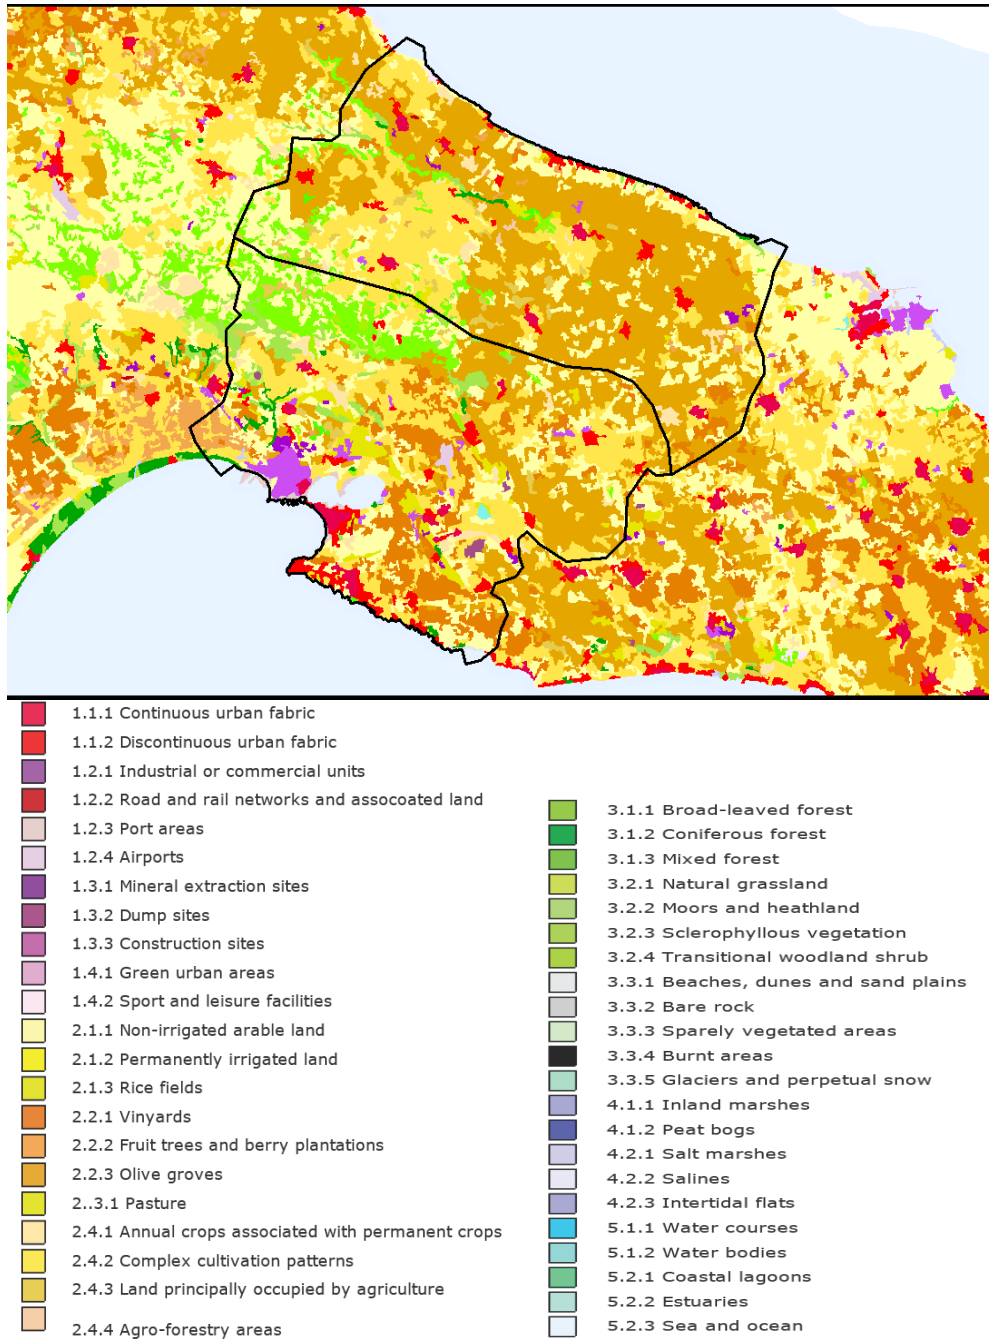 1.1.1 Continuous urban fabric
1.1.2 Discontinuous urban fabric
1.2.1 Industrial or commercial units
1.2.2 Road and rail networks and assocoated land
1.2.3 Port areas
1.2.4 Airports
1.3.1 Mineral extraction sites
1.3.2 Dump sites
1.3.3 Construction sites
1.4.1 Green urban areas
1.4.2 Sport and leisure facilities
2.1.1 Non-irrigated arable land
2.1.2 Permanently irrigated land
2.1.3 Rice fields
2.2.1 Vinyards
2.2.2 Fruit trees and berry plantations
2.2.3 Olive groves
2..3.1 Pasture
2.4.1 Annual crops associated with permanent crops
2.4.2 Complex cultivation patterns
2.4.3 Land principally occupied by agriculture
2.4.4 Agro-forestry areas
3.1.1 Broad-leaved forest
3.1.2 Coniferous forest
3.1.3 Mixed forest
3.2.1 Natural grassland
3.2.2 Moors and heathland
3.2.3 Sclerophyllous vegetation
3.2.4 Transitional woodland shrub
3.3.1 Beaches, dunes and sand plains
3.3.2 Bare rock
3.3.3 Sparely vegetated areas
3.3.4 Burnt areas
3.3.5 Glaciers and perpetual snow
4.1.1 Inland marshes
4.1.2 Peat bogs
4.2.1 Salt marshes
4.2.2 Salines
4.2.3 Intertidal flats
5.1.1 Water courses
5.1.2 Water bodies
5.2.1 Coastal lagoons
5.2.2 Estuaries
5.2.3 Sea and ocean